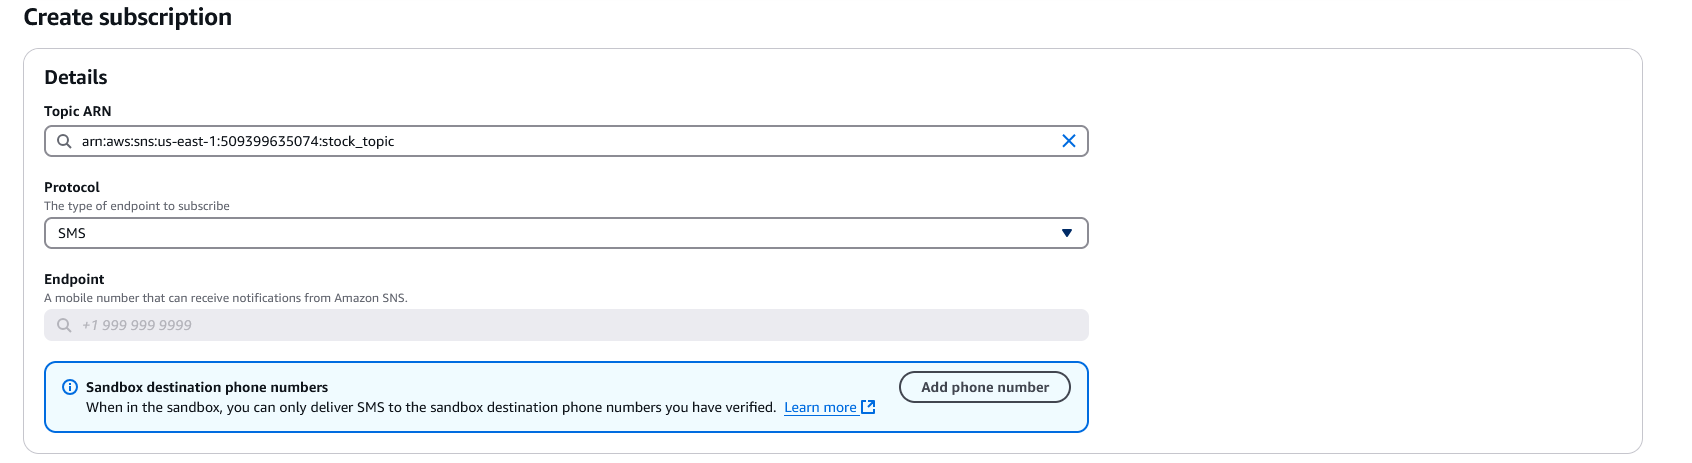 Create subscription
Details
Topic ARN
arn:aws:sns:us-east-1:509399635074:stock_topic
Protocol
The type of endpoint to subscribe
SMS
Endpoint
A mobile number that can receive notifications from Amazon SNS.
+1 999 999 9999
Sandbox destination phone numbers
Add phone number
When in the sandbox, you can only deliver SMS to the sandbox destination phone numbers you have verified. Learn more